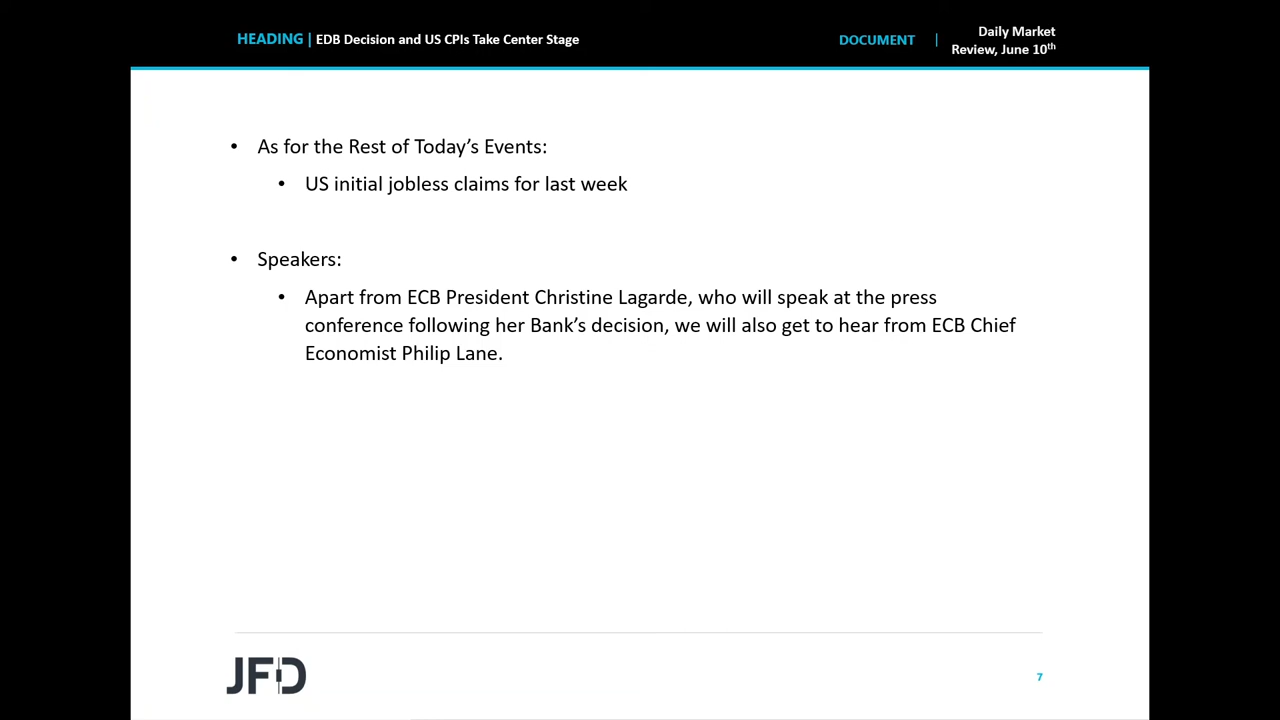 HEADING | EDB Decision and US CPIs Take Center Stage
DOCUMENT | Daily Market
Review, June 10th
• As for the Rest of Today’s Events:
• US initial jobless claims for last week
• Speakers:
• Apart from ECB President Christine Lagarde, who will speak at the press
conference following her Bank’s decision, we will also get to hear from ECB Chief
Economist Philip Lane.
JFD
7